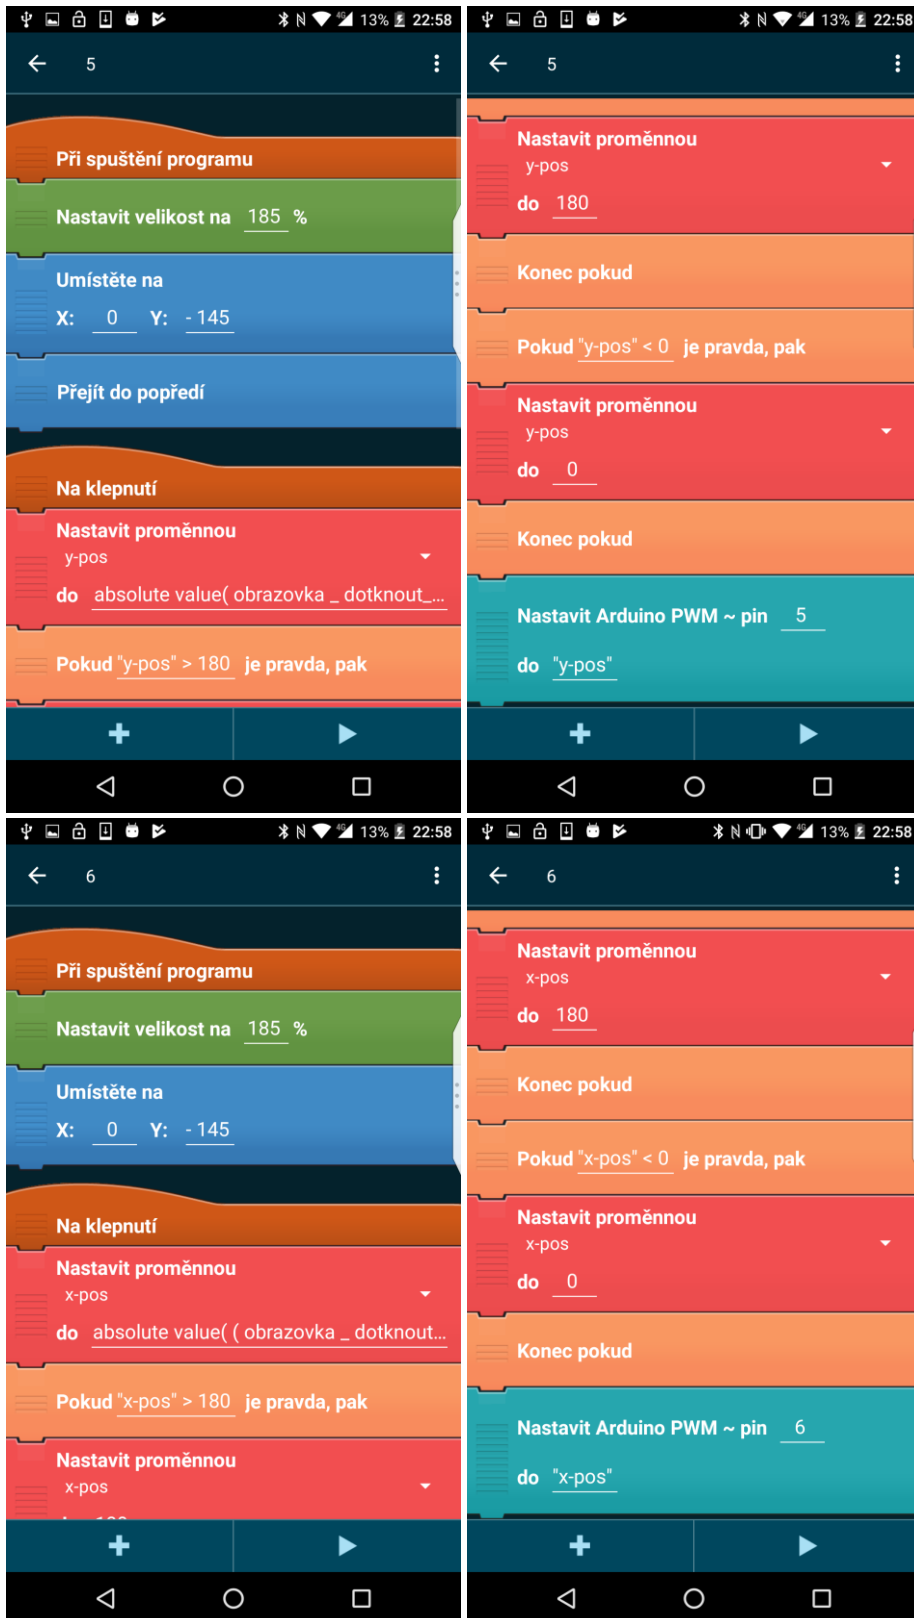 13% 22:58
5
Při spuštění programu
Nastavit velikost na 185 %
Umístěte na
X: 0 Y: - 145
Přejít do popředí
Na klepnutí
Nastavit proměnnou
y-pos
do absolute value( obrazovka _ dotknout_...
Pokud "y-pos" > 180 je pravda, pak
13% 22:58
5
Nastavit proměnnou
y-pos
do 180
Konec pokud
Pokud "y-pos" < 0 je pravda, pak
Nastavit proměnnou
y-pos
do 0
Konec pokud
Nastavit Arduino PWM ~ pin 5
do "y-pos"
13% 22:58
6
Při spuštění programu
Nastavit velikost na 185 %
Umístěte na
X: 0 Y: - 145
Na klepnutí
Nastavit proměnnou
x-pos
do absolute value( ( obrazovka _ dotknout...
Pokud "x-pos" > 180 je pravda, pak
Nastavit proměnnou
x-pos
13% 22:58
6
Nastavit proměnnou
x-pos
do 180
Konec pokud
Pokud "x-pos" < 0 je pravda, pak
Nastavit proměnnou
x-pos
do 0
Konec pokud
Nastavit Arduino PWM ~ pin 6
do "x-pos"